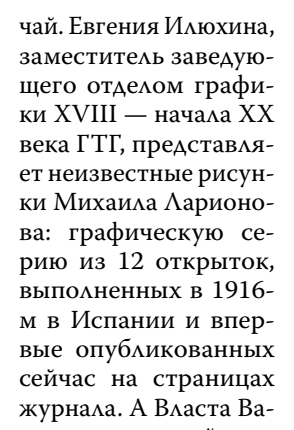 чай. Евгения Илюхина,
заместитель заведую-
щего отделом графи-
ки XVIII — начала XX
века ГТГ, представля-
ет неизвестные рисун-
ки Михаила Ларионо-
ва: графическую се-
рию из 12 открыток,
выполненных в 1916-
м в Испании и впер-
вые опубликованных
сейчас на страницах
журнала. А Власта Ва-